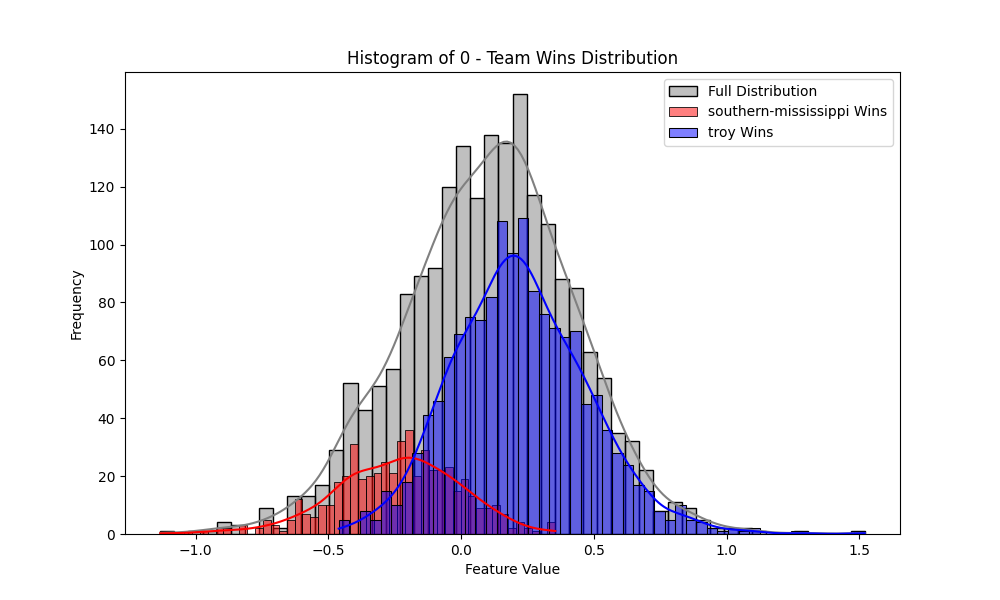 Histogram of 0 - Team Wins Distribution
Full Distribution
southern-mississippi Wins
troy Wins
Frequency
140
120
100
80
60
40
20
0
−1.0 −0.5 0.0 0.5 1.0 1.5
Feature Value